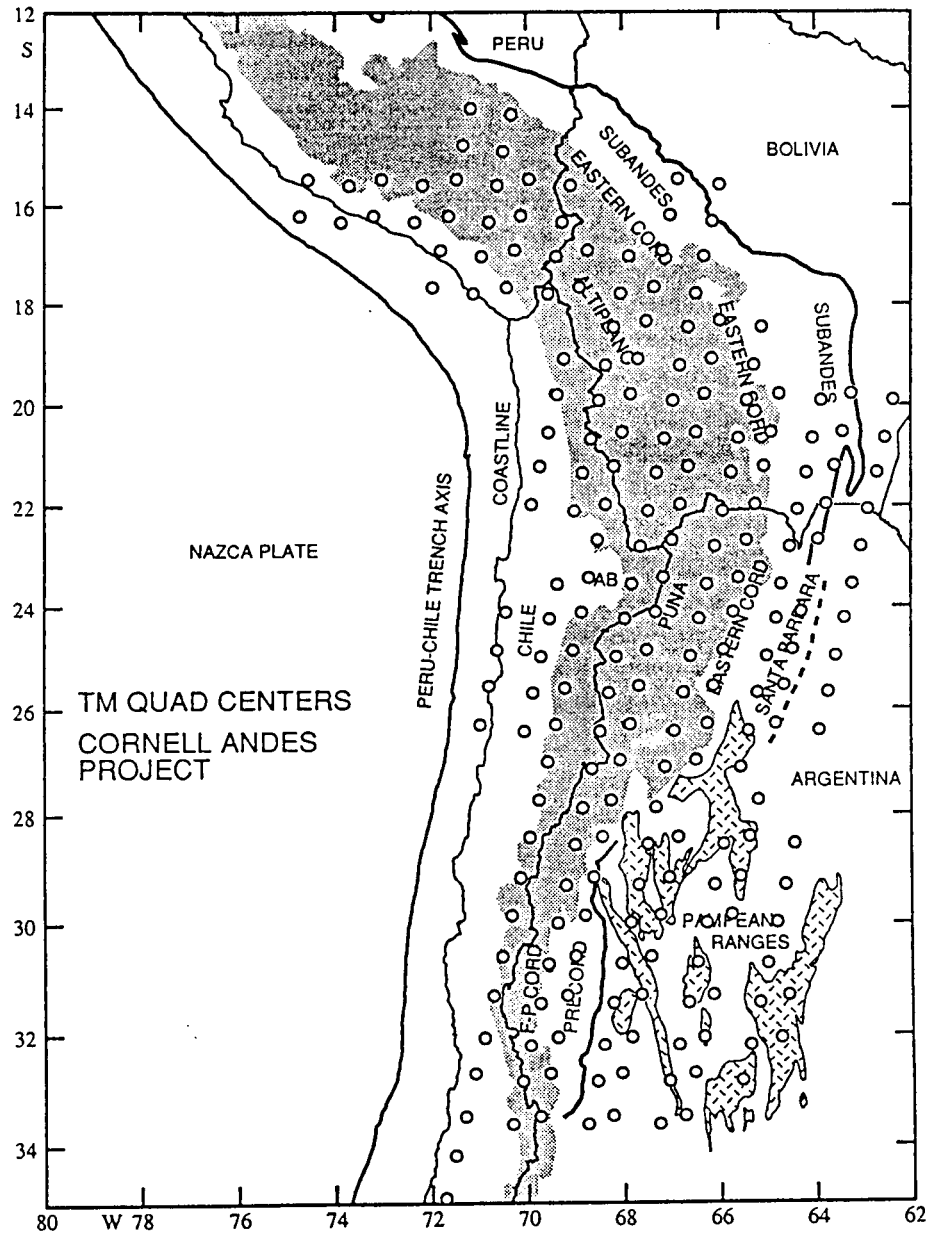 12
S
14
16
18
20
22
24
26
28
30
32
34
80
W 78
76
74
72
70
68
66
64
62
PERU
BOLIVIA
SUBANDES
EASTERN CORD
ALTIPLANO
EASTERN CORD
SUBANDES
COASTLINE
PERU-CHILE TRENCH AXIS
NAZCA PLATE
AB
CHILE
PUNA
EASTERN CORD
SANTA BARBARA
TM QUAD CENTERS
CORNELL ANDES
PROJECT
ARGENTINA
PAMPEAN
RANGES
F-P CORD
PRECORD